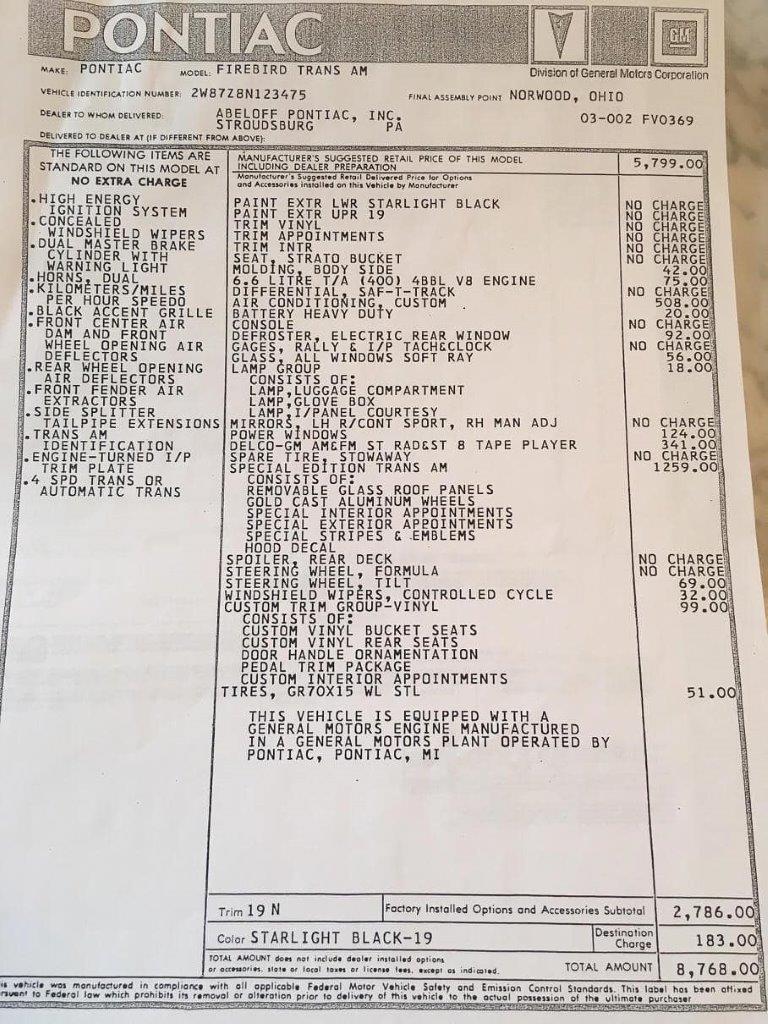 PONTIAC
GM
MAKE: PONTIAC MODEL: FIREBIRD TRANS AM
Division of General Motors Corporation
VEHICLE IDENTIFICATION NUMBER: 2W87Z8N123475 FINAL ASSEMBLY POINT NORWOOD, OHIO
DEALER TO WHOM DELIVERED: ABELOFF PONTIAC, INC. 03-002 FV0369
STROUDSBURG PA
DELIVERED TO DEALER AT (IF DIFFERENT FROM ABOVE):
THE FOLLOWING ITEMS ARE
STANDARD ON THIS MODEL AT
NO EXTRA CHARGE
.HIGH ENERGY
IGNITION SYSTEM
.CONCEALED
WINDSHIELD WIPERS
.DUAL MASTER BRAKE
CYLINDER WITH
WARNING LIGHT
.HORNS, DUAL
.KILOMETERS/MILES
PER HOUR SPEEDO
.BLACK ACCENT GRILLE
.FRONT CENTER AIR
DAM AND FRONT
WHEEL OPENING AIR
DEFLECTORS
.REAR WHEEL OPENING
AIR DEFLECTORS
.FRONT FENDER AIR
EXTRACTORS
.SIDE SPLITTER
TAILPIPE EXTENSIONS
.TRANS AM
IDENTIFICATION
.ENGINE-TURNED I/P
TRIM PLATE
.4 SPD TRANS OR
AUTOMATIC TRANS
MANUFACTURER'S SUGGESTED RETAIL PRICE OF THIS MODEL
INCLUDING DEALER PREPARATION 5,799.00
Manufacturer's Suggested Retail Delivered Price for Options
and Accessories installed on this Vehicle by Manufacturer
PAINT EXTR LWR STARLIGHT BLACK NO CHARGE
PAINT EXTR UPR 19 NO CHARGE
TRIM VINYL NO CHARGE
TRIM APPOINTMENTS NO CHARGE
TRIM INTR NO CHARGE
SEAT, STRATO BUCKET NO CHARGE
MOLDING, BODY SIDE 42.00
6.6 LITRE T/A (400) 4BBL V8 ENGINE 75.00
DIFFERENTIAL, SAF-T-TRACK NO CHARGE
AIR CONDITIONING, CUSTOM 508.00
BATTERY HEAVY DUTY 20.00
CONSOLE NO CHARGE
DEFROSTER, ELECTRIC REAR WINDOW 92.00
GAGES, RALLY & I/P TACH&CLOCK NO CHARGE
GLASS, ALL WINDOWS SOFT RAY 56.00
LAMP GROUP 18.00
CONSISTS OF:
LAMP,LUGGAGE COMPARTMENT
LAMP,GLOVE BOX
LAMP,I/PANEL COURTESY
MIRRORS, LH R/CONT SPORT, RH MAN ADJ NO CHARGE
POWER WINDOWS 124.00
DELCO-GM AM&FM ST RAD&ST 8 TAPE PLAYER 341.00
SPARE TIRE, STOWAWAY NO CHARGE
SPECIAL EDITION TRANS AM 1259.00
CONSISTS OF:
REMOVABLE GLASS ROOF PANELS
GOLD CAST ALUMINUM WHEELS
SPECIAL INTERIOR APPOINTMENTS
SPECIAL EXTERIOR APPOINTMENTS
SPECIAL STRIPES & EMBLEMS
HOOD DECAL
SPOILER, REAR DECK NO CHARGE
STEERING WHEEL, FORMULA NO CHARGE
STEERING WHEEL, TILT 69.00
WINDSHIELD WIPERS, CONTROLLED CYCLE 32.00
CUSTOM TRIM GROUP-VINYL 99.00
CONSISTS OF:
CUSTOM VINYL BUCKET SEATS
CUSTOM VINYL REAR SEATS
DOOR HANDLE ORNAMENTATION
PEDAL TRIM PACKAGE
CUSTOM INTERIOR APPOINTMENTS
TIRES, GR70X15 WL STL 51.00
THIS VEHICLE IS EQUIPPED WITH A
GENERAL MOTORS ENGINE MANUFACTURED
IN A GENERAL MOTORS PLANT OPERATED BY
PONTIAC, PONTIAC, MI
Trim 19 N Factory Installed Options and Accessories Subtotal 2,786.00
Color STARLIGHT BLACK-19 Destination Charge 183.00
TOTAL AMOUNT does not include dealer installed options
or accessories, state or local taxes or license fees, except as indicated. TOTAL AMOUNT 8,768.00
is vehicle was manufactured in compliance with all applicable Federal Motor Vehicle Safety and Emission Control Standards. This label has been affixed
rsuant to Federal law which prohibits its removal or alteration prior to delivery of this vehicle to the actual possession of the ultimate purchaser